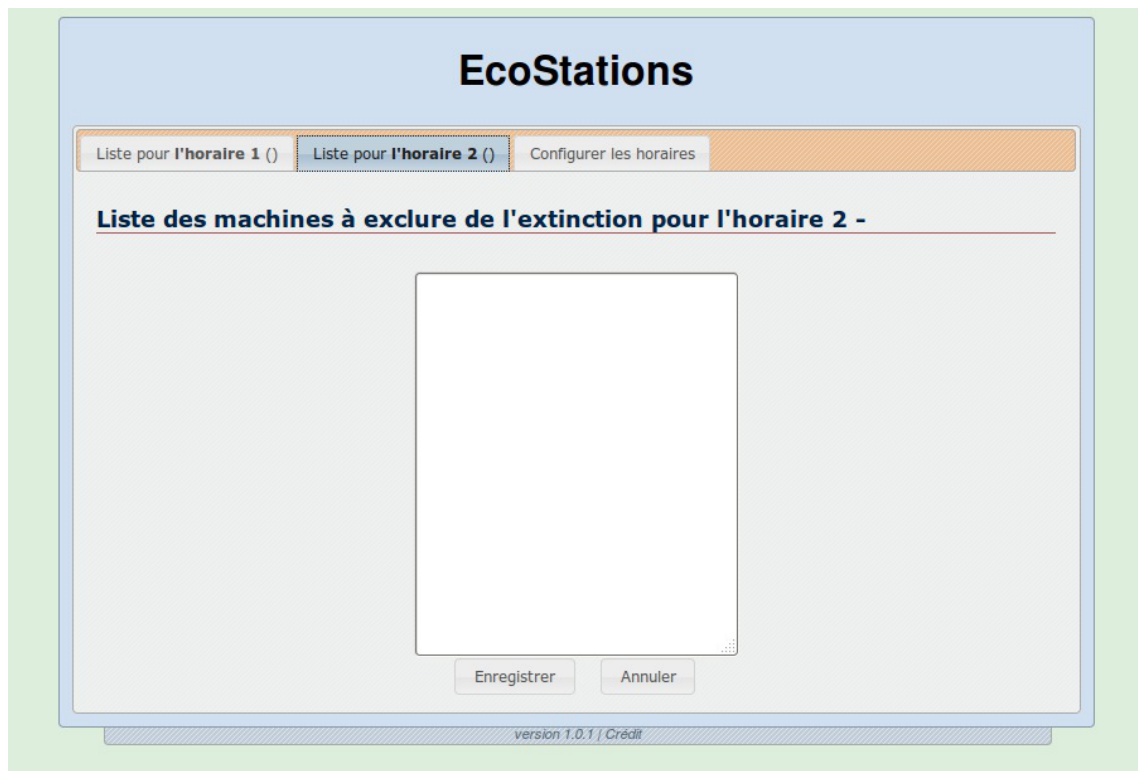 EcoStations
Liste pour l'horaire 1 () Liste pour l'horaire 2 () Configurer les horaires
Liste des machines à exclure de l'extinction pour l'horaire 2 -
Enregistrer Annuler
version 1.0.1 | Crédit